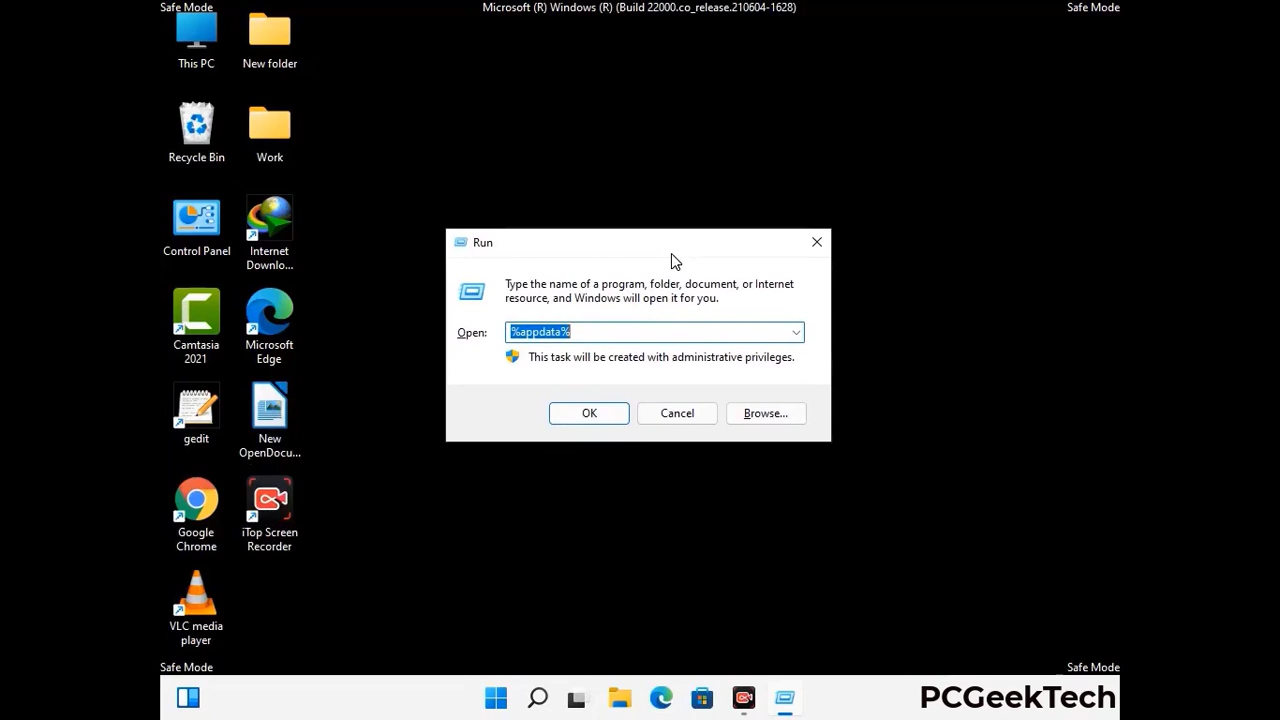 Safe Mode
Microsoft (R) Windows (R) (Build 22000.co_release.210604-1628)
Safe Mode
This PC
New folder
Recycle Bin
Work
Control Panel
Internet
Downlo...
Camtasia
2021
Microsoft
Edge
gedit
New
OpenDocu...
Google
Chrome
iTop Screen
Recorder
VLC media
player
Run
Type the name of a program, folder, document, or Internet
resource, and Windows will open it for you.
Open: %appdata%
This task will be created with administrative privileges.
OK Cancel Browse...
Safe Mode
Safe Mode
PCGeekTech